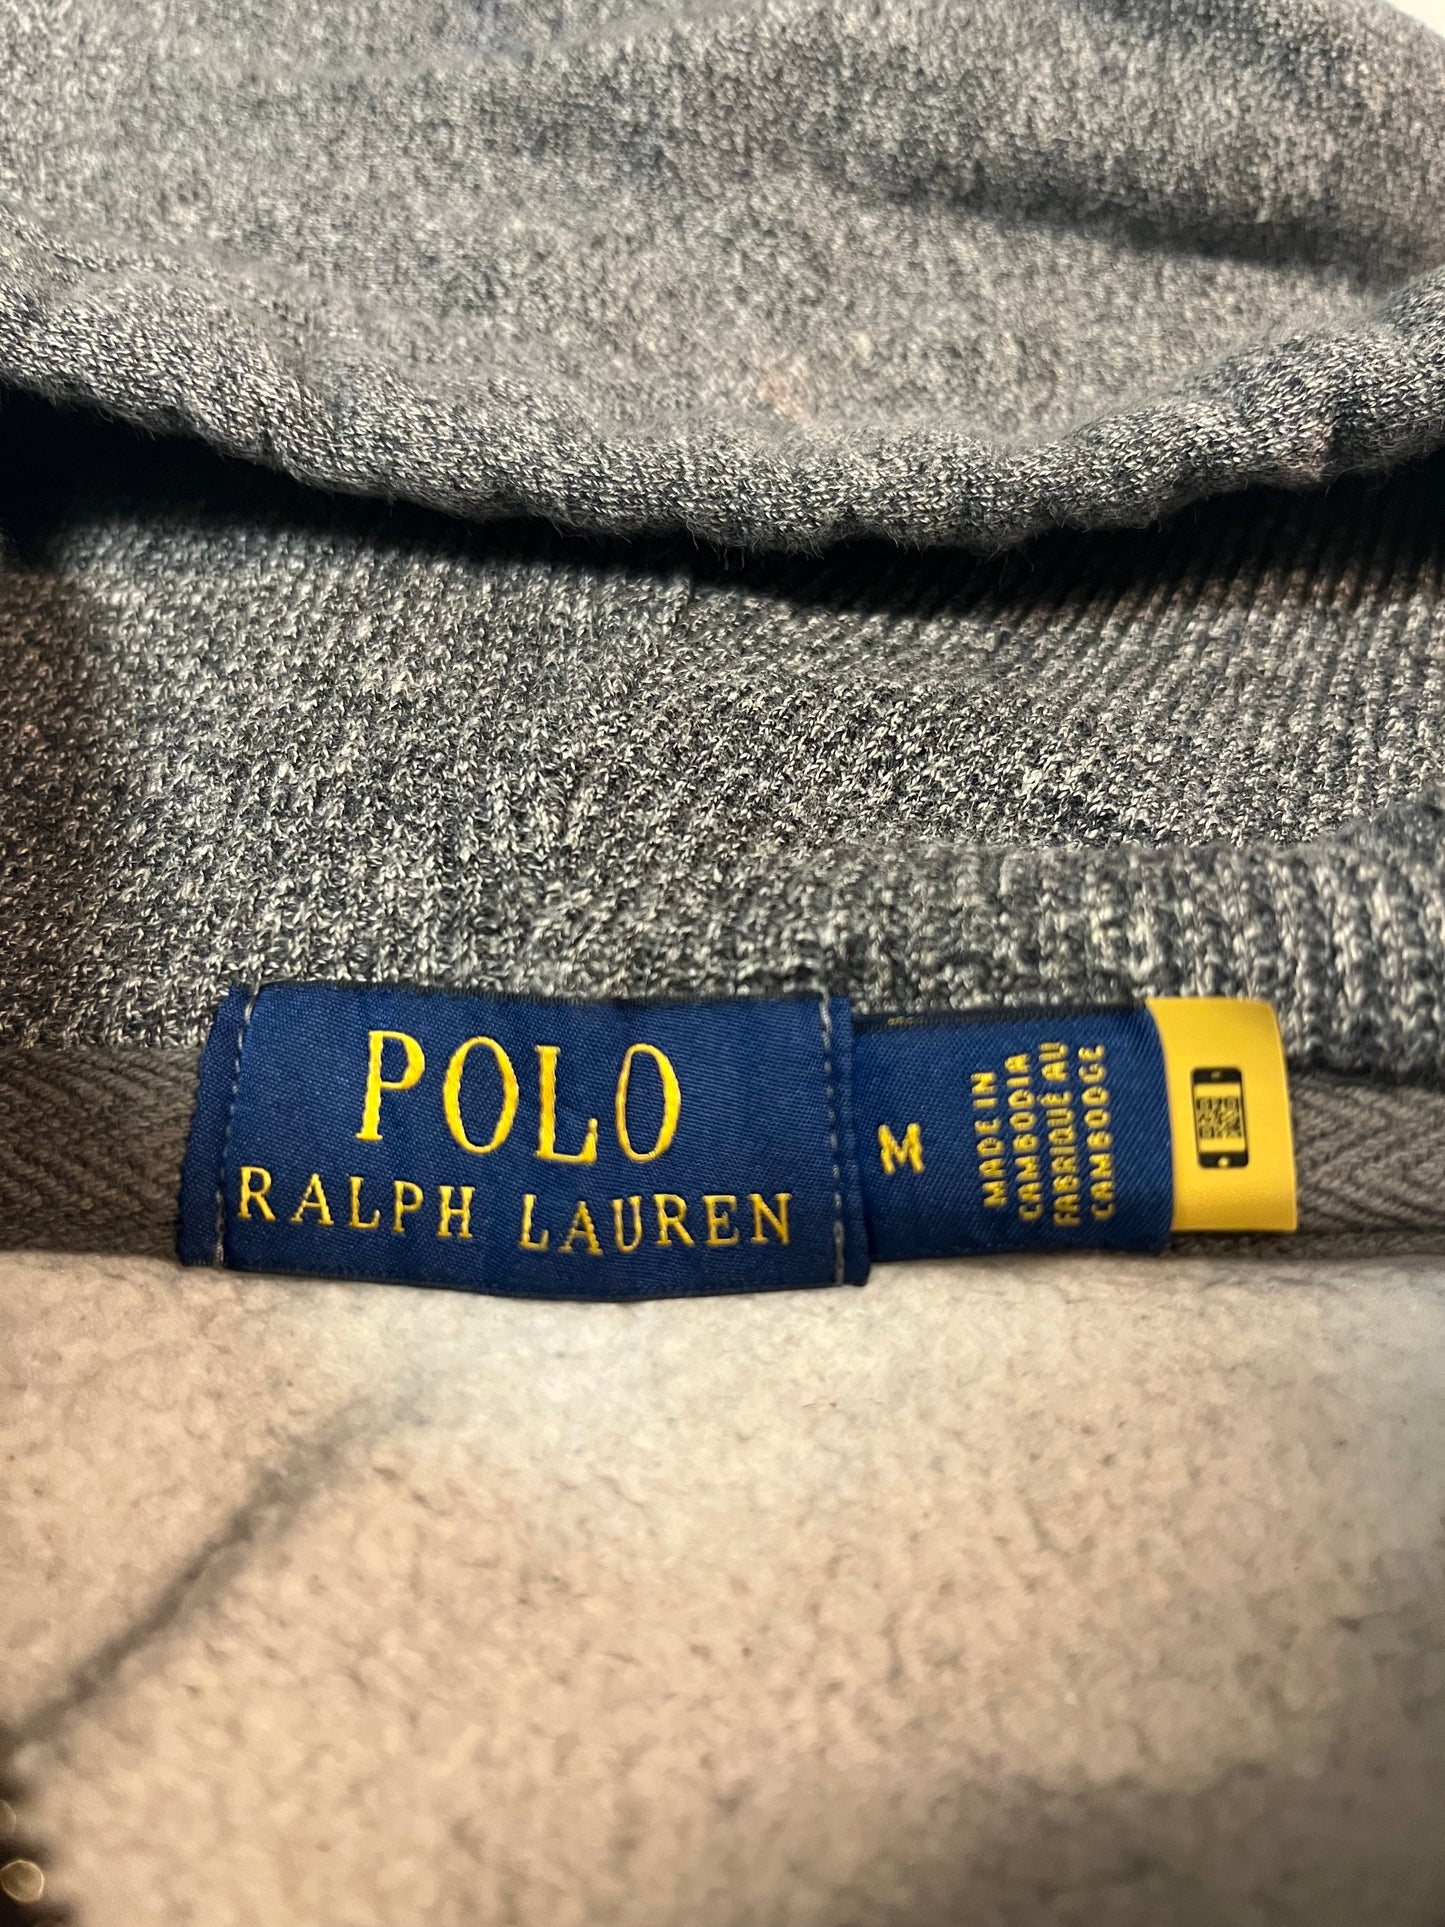 POLO
RALPH LAUREN
M
MADE IN
CAMBODIA
FABRIQUÉ AU
CAMBODGE